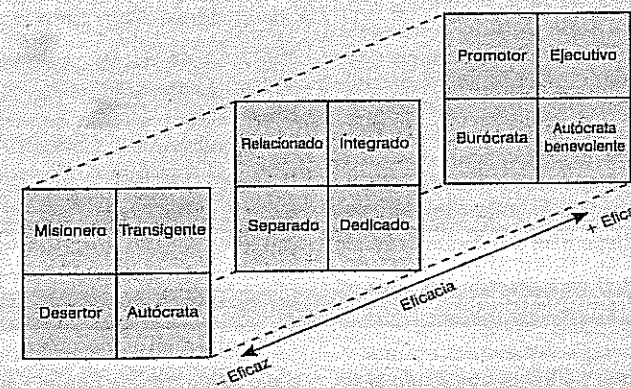 Promotor Ejecutivo
Burócrata Autócrata
benevolente
Relacionado Integrado
Separado Dedicado
Misionero Transigente
Desertor Autócrata
Eficacia
– Eficaz
+